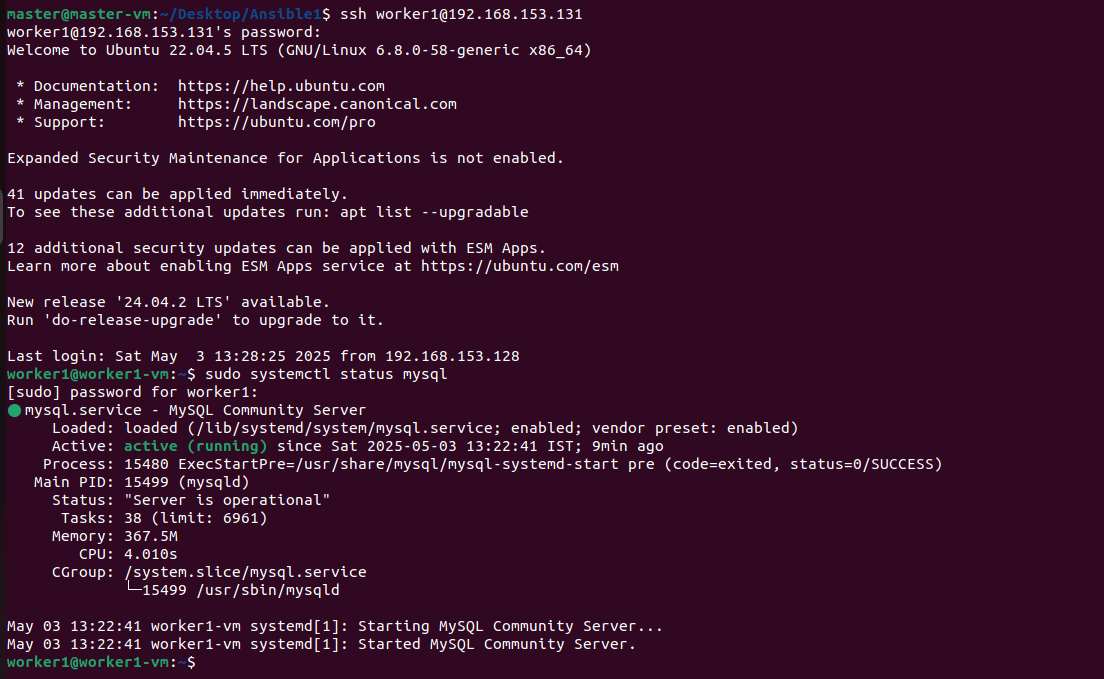 master@master-vm:~/Desktop/Ansible1$ ssh worker1@192.168.153.131
worker1@192.168.153.131's password:
Welcome to Ubuntu 22.04.5 LTS (GNU/Linux 6.8.0-58-generic x86_64)

 * Documentation:  https://help.ubuntu.com
 * Management:     https://landscape.canonical.com
 * Support:        https://ubuntu.com/pro

Expanded Security Maintenance for Applications is not enabled.

41 updates can be applied immediately.
To see these additional updates run: apt list --upgradable

12 additional security updates can be applied with ESM Apps.
Learn more about enabling ESM Apps service at https://ubuntu.com/esm

New release '24.04.2 LTS' available.
Run 'do-release-upgrade' to upgrade to it.

Last login: Sat May  3 13:28:25 2025 from 192.168.153.128
worker1@worker1-vm:~$ sudo systemctl status mysql
[sudo] password for worker1:
● mysql.service - MySQL Community Server
     Loaded: loaded (/lib/systemd/system/mysql.service; enabled; vendor preset: enabled)
     Active: active (running) since Sat 2025-05-03 13:22:41 IST; 9min ago
    Process: 15480 ExecStartPre=/usr/share/mysql/mysql-systemd-start pre (code=exited, status=0/SUCCESS)
   Main PID: 15499 (mysqld)
     Status: "Server is operational"
      Tasks: 38 (limit: 6961)
     Memory: 367.5M
        CPU: 4.010s
     CGroup: /system.slice/mysql.service
             └─15499 /usr/sbin/mysqld

May 03 13:22:41 worker1-vm systemd[1]: Starting MySQL Community Server...
May 03 13:22:41 worker1-vm systemd[1]: Started MySQL Community Server.
worker1@worker1-vm:~$